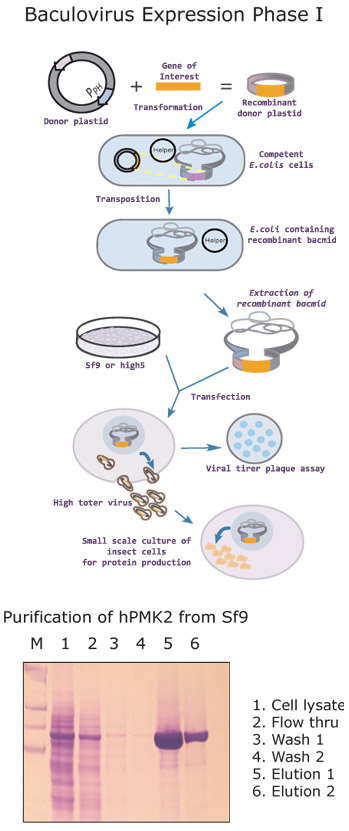 Baculovirus Expression Phase I
PPH
Donor plastid
+
Gene of
Interest
=
Transformation
Recombinant
donor plastid
Helper
Competent
E.colis cells
Transposition
E.coli containing
recombinant bacmid
Helper
Extraction of
recombinant bacmid
Sf9 or high5
Transfection
Viral tirer plaque assay
High toter virus
Small scale culture of
insect cells
for protein production
Purification of hPMK2 from Sf9
M 1 2 3 4 5 6
1. Cell lysate
2. Flow thru
3. Wash 1
4. Wash 2
5. Elution 1
6. Elution 2